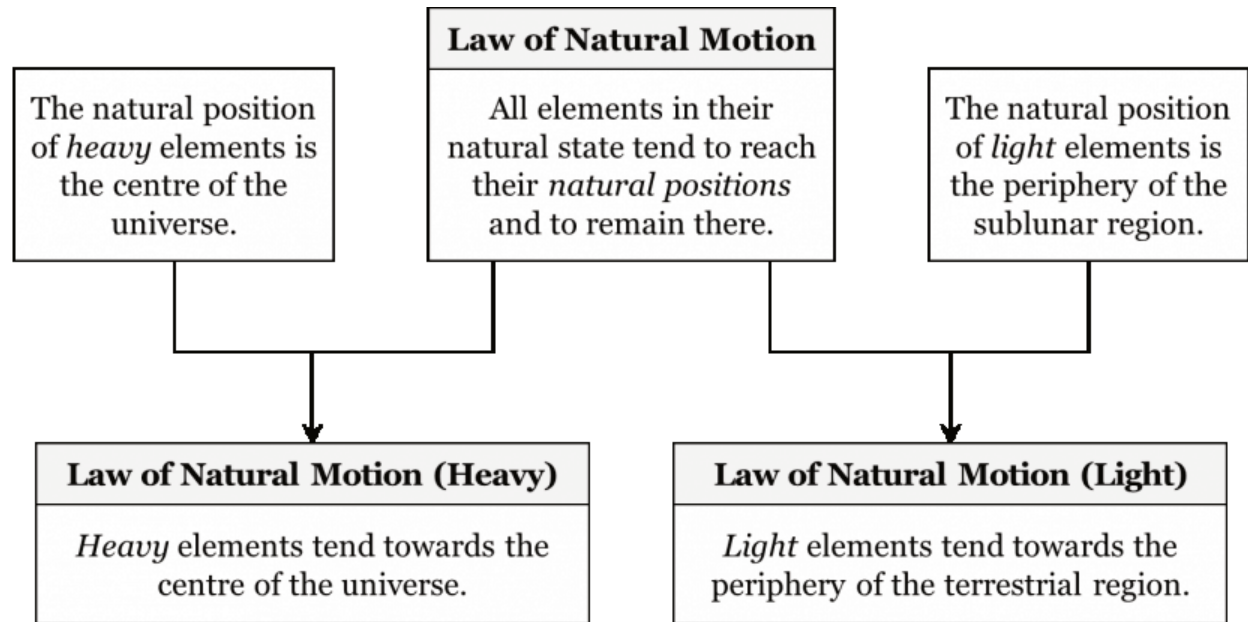 Law of Natural Motion
The natural position
of heavy elements is
the centre of the
universe.
All elements in their
natural state tend to reach
their natural positions
and to remain there.
The natural position
of light elements is
the periphery of the
sublunar region.
Law of Natural Motion (Heavy)
Heavy elements tend towards the
centre of the universe.
Law of Natural Motion (Light)
Light elements tend towards the
periphery of the terrestrial region.